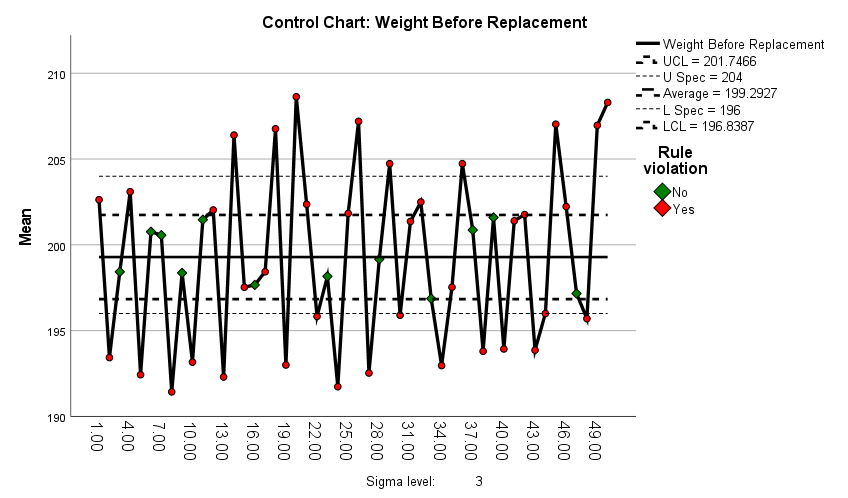 Control Chart: Weight Before Replacement
Weight Before Replacement
UCL = 201.7466
U Spec = 204
Average = 199.2927
L Spec = 196
LCL = 196.8387
Rule
violation
No
Yes
Mean
210
205
200
195
190
1.00 4.00 7.00 10.00 13.00 16.00 19.00 22.00 25.00 28.00 31.00 34.00 37.00 40.00 43.00 46.00 49.00
Sigma level: 3